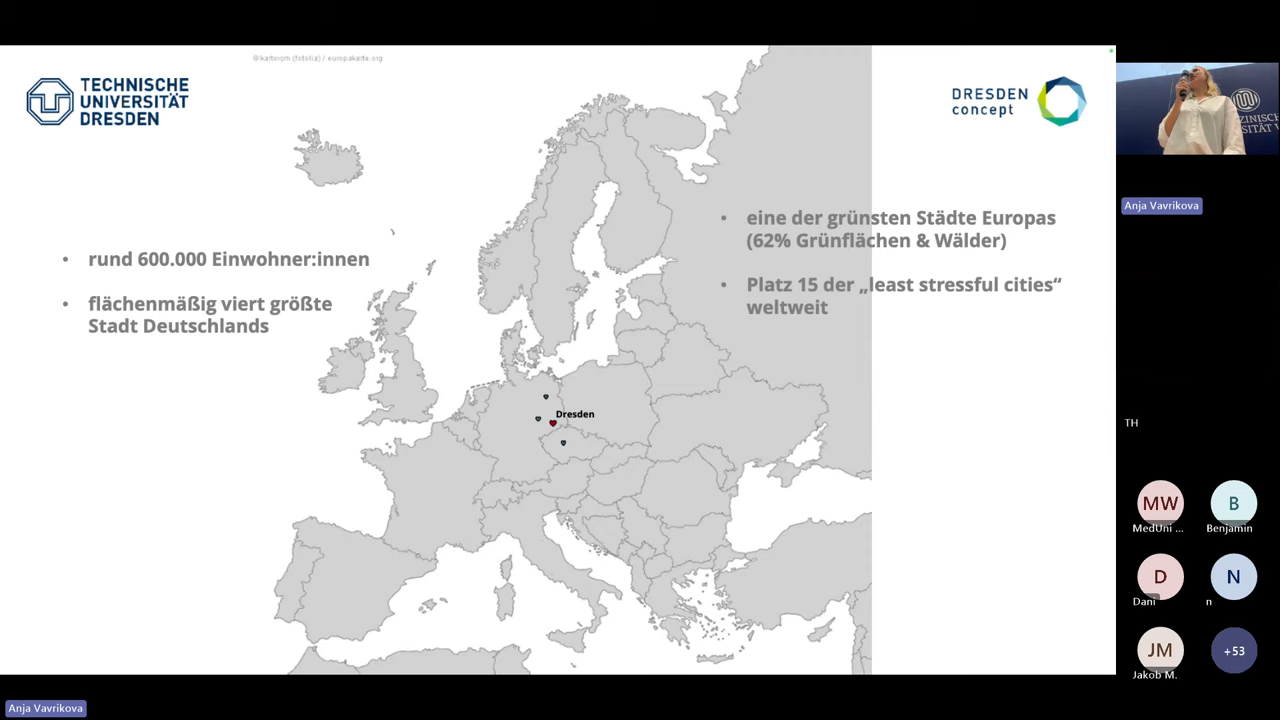 © kartoxjm (fotolia) / europakarte.org
TECHNISCHE
UNIVERSITÄT
DRESDEN
DRESDEN
concept
• rund 600.000 Einwohner:innen
• flächenmäßig viert größte
Stadt Deutschlands
• eine der grünsten Städte Europas
(62% Grünflächen & Wälder)
• Platz 15 der „least stressful cities“
weltweit
Dresden
ZINISCH
SITÄT
Anja Vavrikova
TH
MW
MedUni ...
B
Benjamin
D
Dani
N
n
JM
Jakob M.
+53
Anja Vavrikova